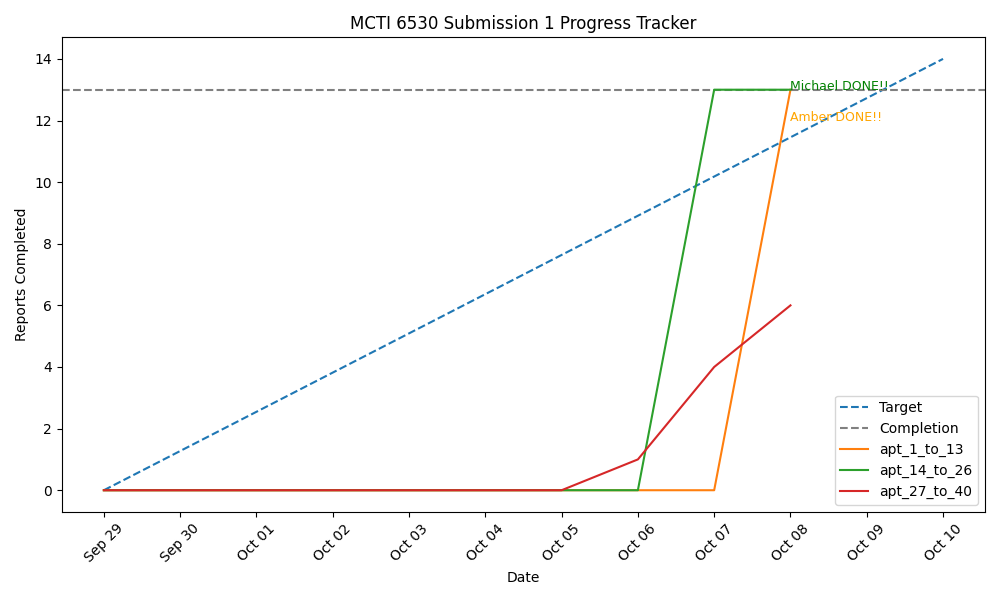 MCTI 6530 Submission 1 Progress Tracker
Reports Completed
14
12
10
8
6
4
2
0
Michael DONE!!
Amber DONE!!
Target
Completion
apt_1_to_13
apt_14_to_26
apt_27_to_40
Sep 29
Sep 30
Oct 01
Oct 02
Oct 03
Oct 04
Oct 05
Oct 06
Oct 07
Oct 08
Oct 09
Oct 10
Date